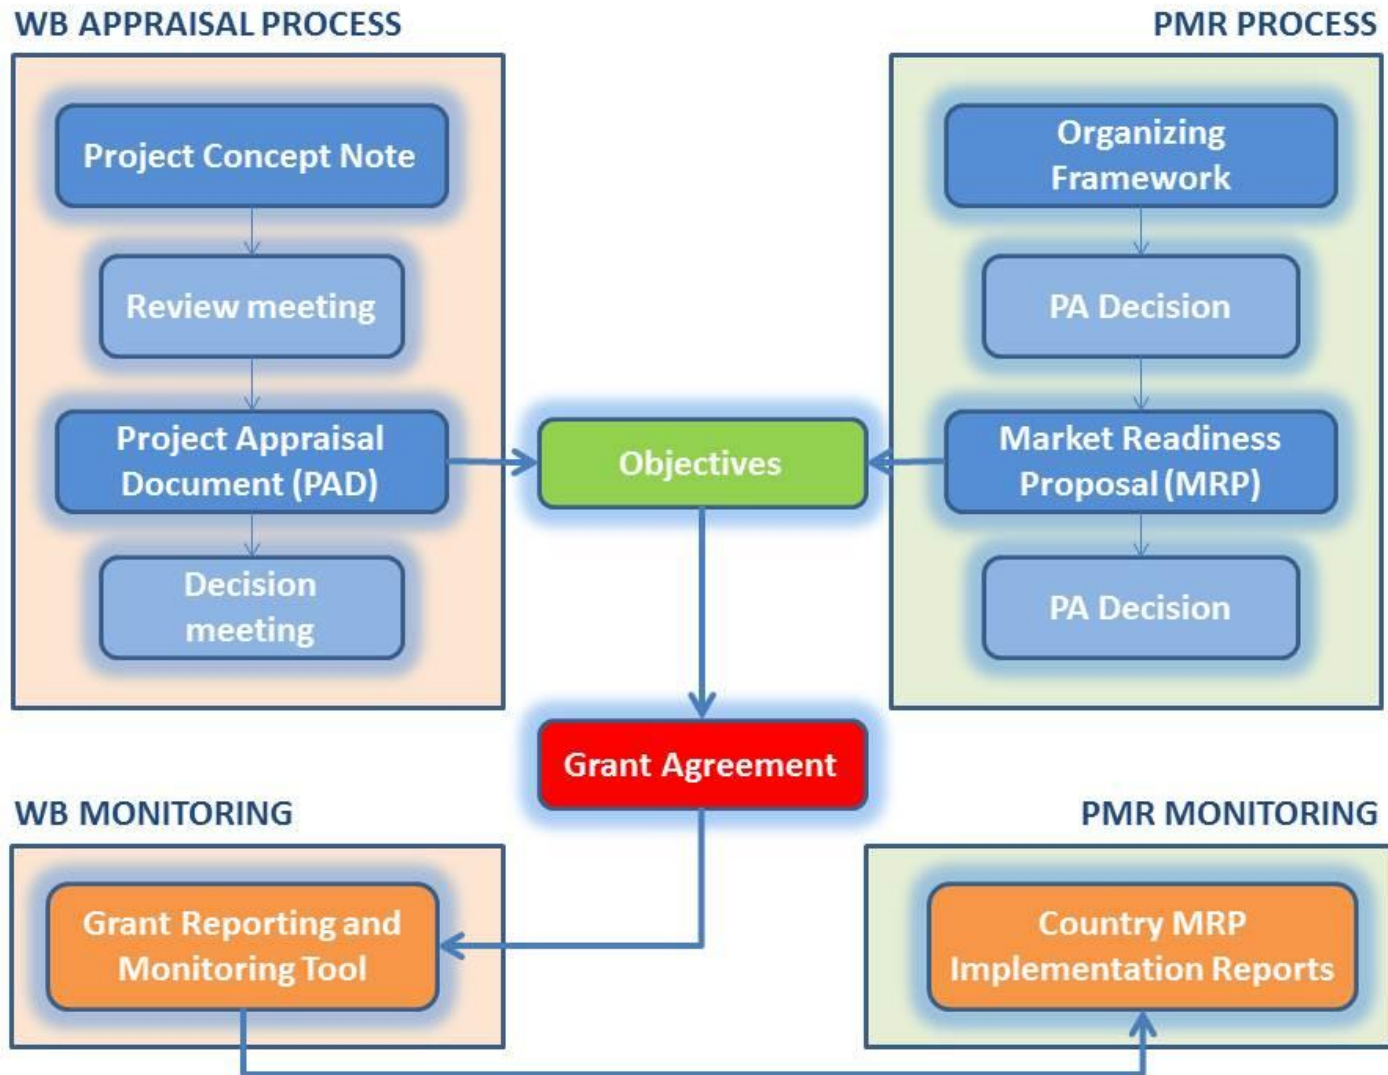 WB APPRAISAL PROCESS
Project Concept Note
Review meeting
Project Appraisal
Document (PAD)
Decision
meeting
PMR PROCESS
Organizing
Framework
PA Decision
Market Readiness
Proposal (MRP)
PA Decision
Objectives
Grant Agreement
WB MONITORING
Grant Reporting and
Monitoring Tool
PMR MONITORING
Country MRP
Implementation Reports